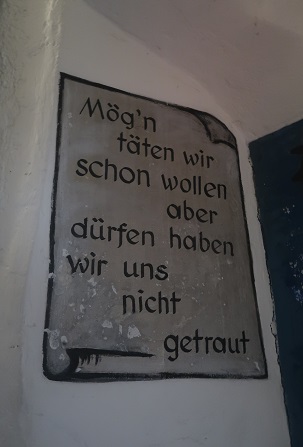 Mög'n
täten wir
schon wollen
aber
dürfen haben
wir uns
nicht
getraut